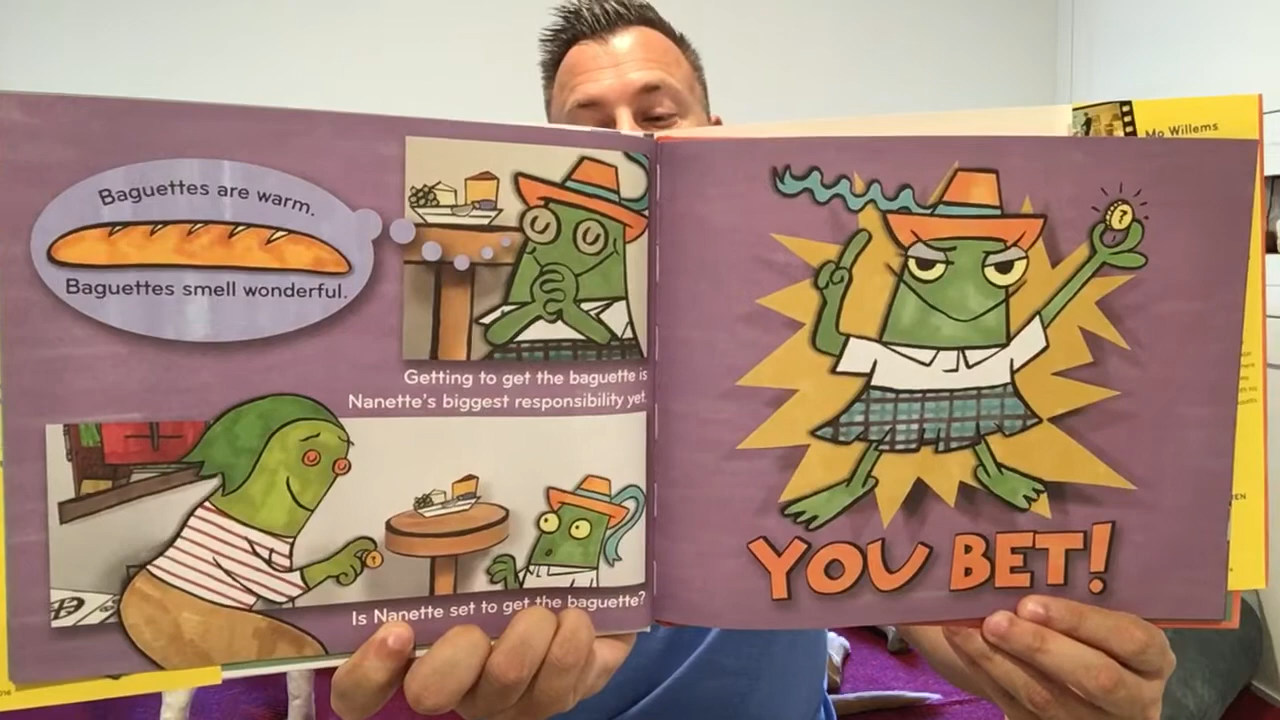 Baguettes are warm.
Baguettes smell wonderful.
Getting to get the baguette is
Nanette's biggest responsibility yet.
Is Nanette set to get the baguette?
YOU BET!
Mo Willems